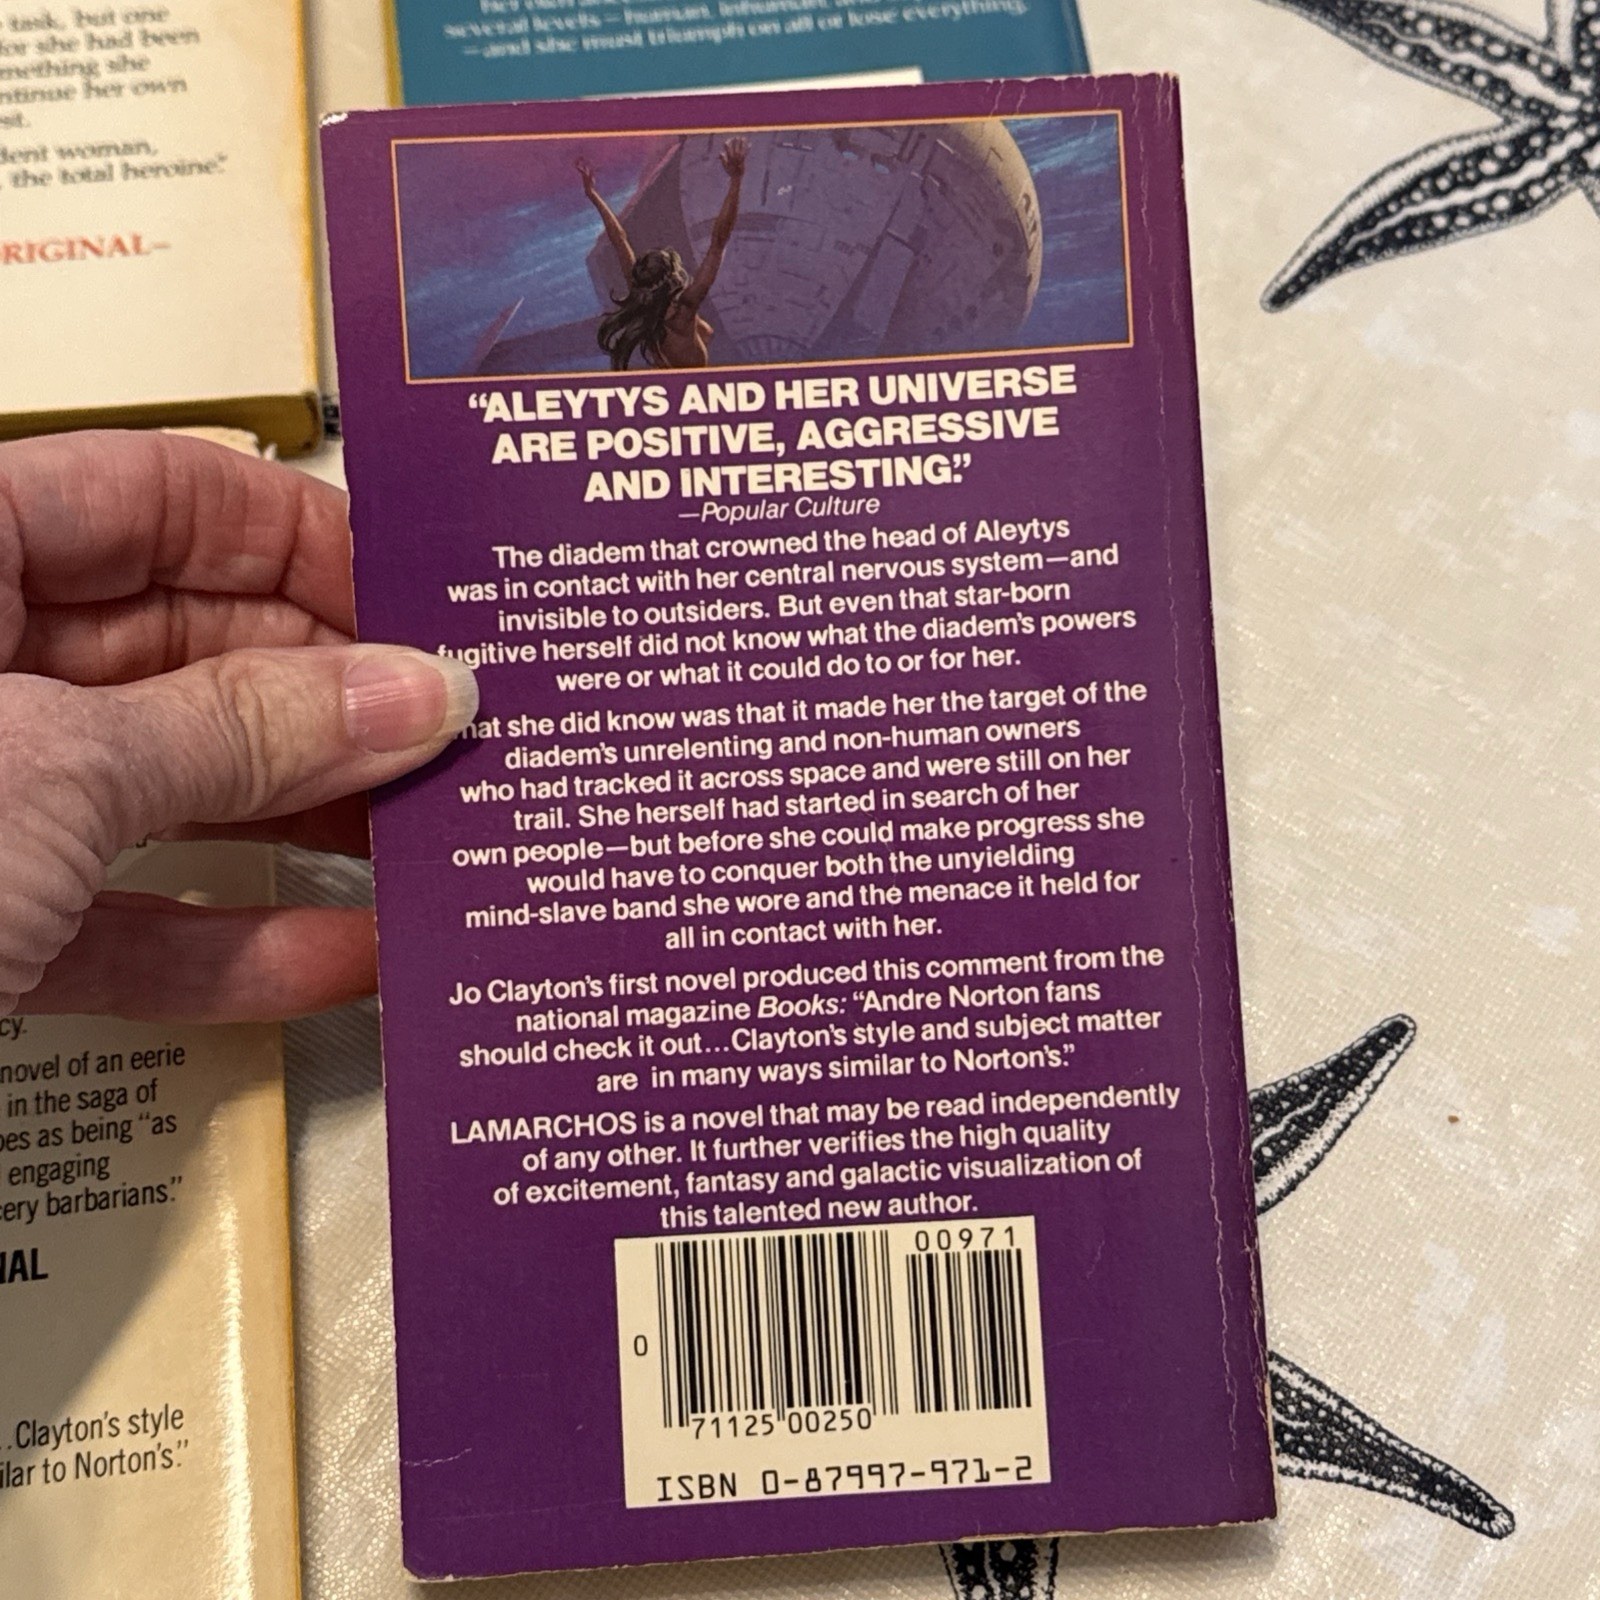 task, but one
for she had been
mething she
ntinue her own
dent woman,
the total heroine."
RIGINAL—
several levels—human, inhuman,
—and she must triumph on all or lose everything.
“ALEYTYS AND HER UNIVERSE
ARE POSITIVE, AGGRESSIVE
AND INTERESTING.”
—Popular Culture
The diadem that crowned the head of Aleytys
was in contact with her central nervous system—and
invisible to outsiders. But even that star-born
fugitive herself did not know what the diadem's powers
were or what it could do to or for her.
hat she did know was that it made her the target of the
diadem's unrelenting and non-human owners
who had tracked it across space and were still on her
trail. She herself had started in search of her
own people—but before she could make progress she
would have to conquer both the unyielding
mind-slave band she wore and the menace it held for
all in contact with her.
Jo Clayton's first novel produced this comment from the
national magazine Books: “Andre Norton fans
should check it out...Clayton's style and subject matter
are in many ways similar to Norton's.”
LAMARCHOS is a novel that may be read independently
of any other. It further verifies the high quality
of excitement, fantasy and galactic visualization of
this talented new author.
00971
0
71125 00250
ISBN 0-87997-971-2
cy.
novel of an eerie
in the saga of
bes as being “as
engaging
ery barbarians.”
NAL
..Clayton's style
ilar to Norton's.”